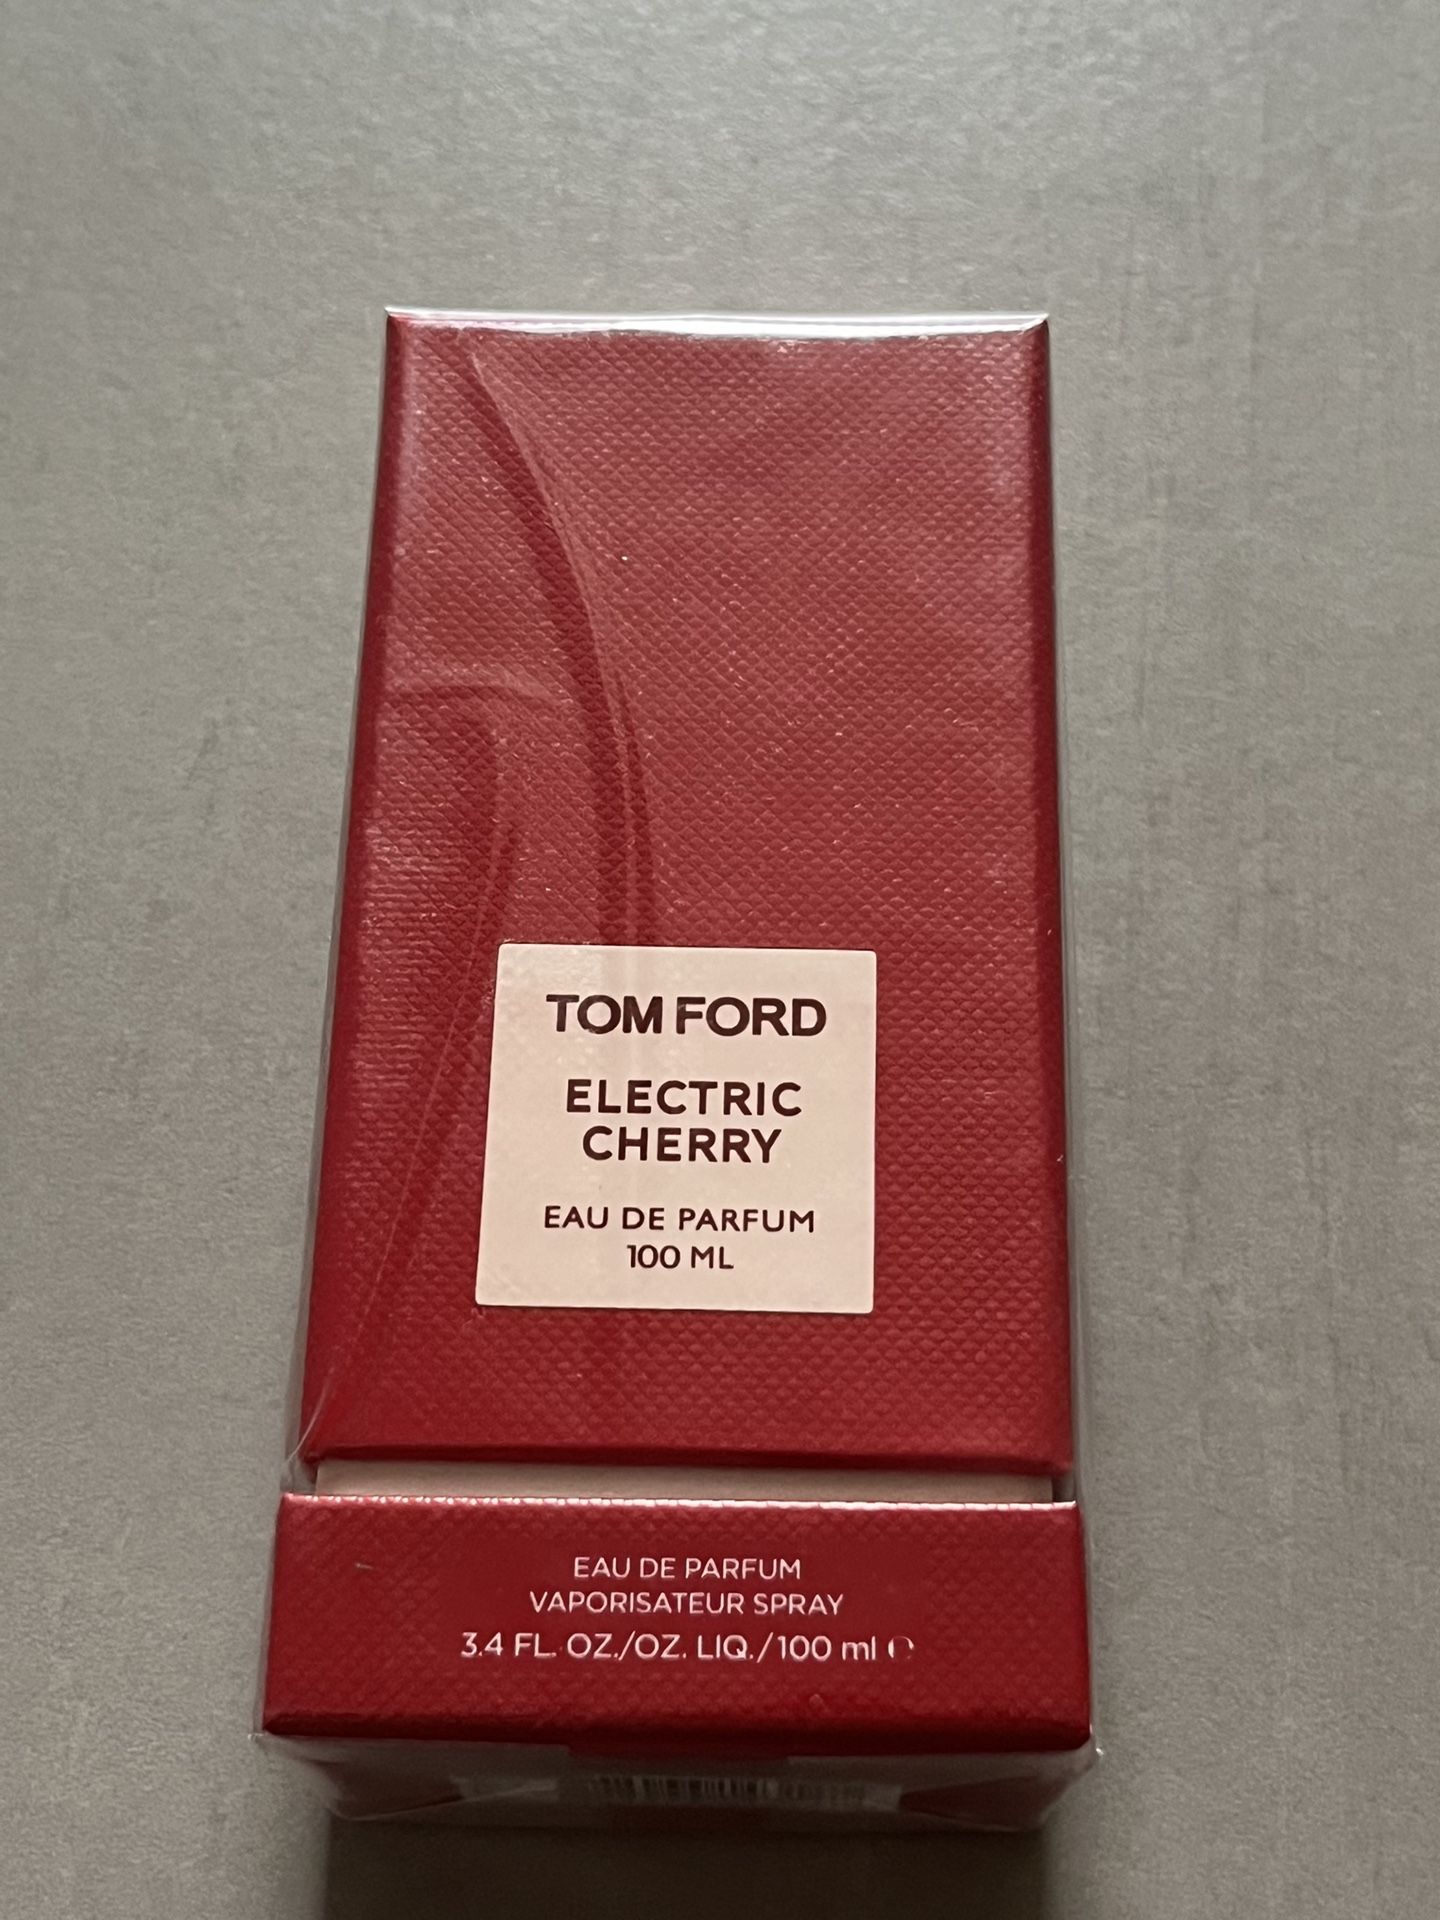 TOM FORD
ELECTRIC
CHERRY
EAU DE PARFUM
100 ML
EAU DE PARFUM
VAPORISATEUR SPRAY
3.4 FL. OZ./OZ. LIQ./100 ml ℮